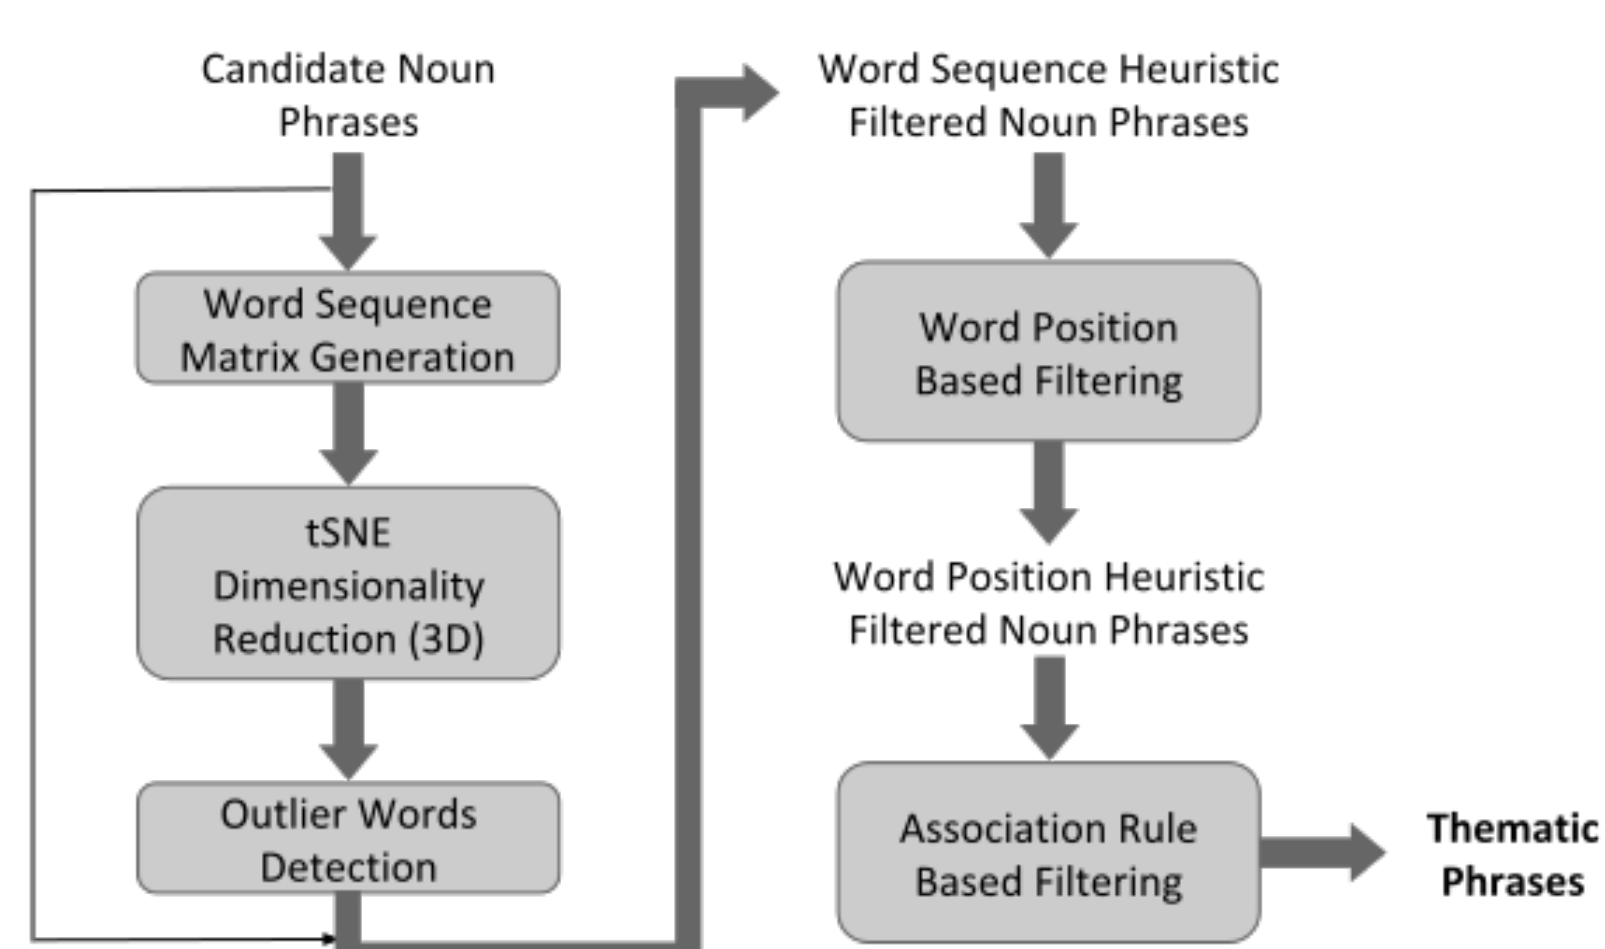 Candidate Noun
Phrases
Word Sequence
Matrix Generation
tSNE
Dimensionality
Reduction (3D)
Outlier Words
Detection
Word Sequence Heuristic
Filtered Noun Phrases
Word Position
Based Filtering
Word Position Heuristic
Filtered Noun Phrases
Association Rule
Based Filtering
Thematic
Phrases